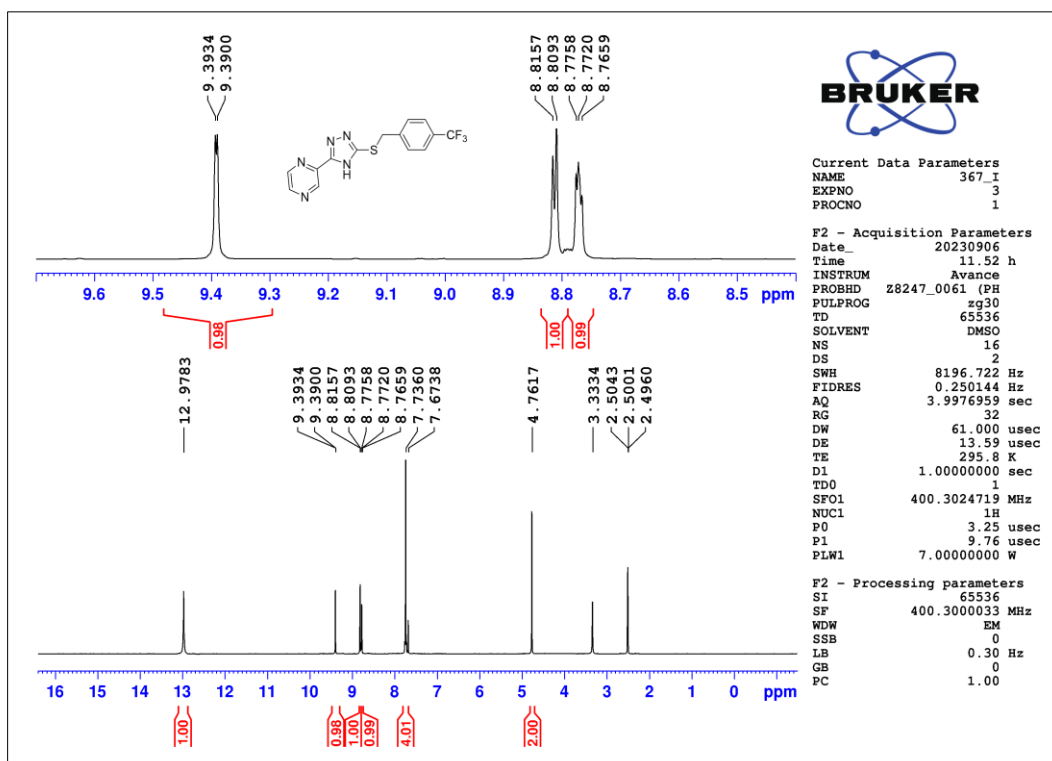 9.3934
9.3900
8.8157
8.8093
8.7758
8.7720
8.7659
N
N
N
H
S
CF3
N
N
9.6 9.5 9.4 9.3 9.2 9.1 9.0 8.9 8.8 8.7 8.6 8.5 ppm
0.98
1.00
0.99
12.9783
9.3934
9.3900
8.8157
8.8093
8.7758
8.7720
8.7659
7.7360
7.6738
4.7617
3.3334
2.5043
2.5001
2.4960
16 15 14 13 12 11 10 9 8 7 6 5 4 3 2 1 0 ppm
1.00
0.98
1.00
0.99
4.01
2.00
BRUKER
Current Data Parameters
NAME 367_I
EXPNO 3
PROCNO 1
F2 - Acquisition Parameters
Date_ 20230906
Time 11.52 h
INSTRUM Avance
PROBHD Z8247_0061 (PH
PULPROG zg30
TD 65536
SOLVENT DMSO
NS 16
DS 2
SWH 8196.722 Hz
FIDRES 0.250144 Hz
AQ 3.9976959 sec
RG 32
DW 61.000 usec
DE 13.59 usec
TE 295.8 K
D1 1.00000000 sec
TD0 1
SFO1 400.3024719 MHz
NUC1 1H
P0 3.25 usec
P1 9.76 usec
PLW1 7.00000000 W
F2 - Processing parameters
SI 65536
SF 400.3000033 MHz
WDW EM
SSB 0
LB 0.30 Hz
GB 0
PC 1.00